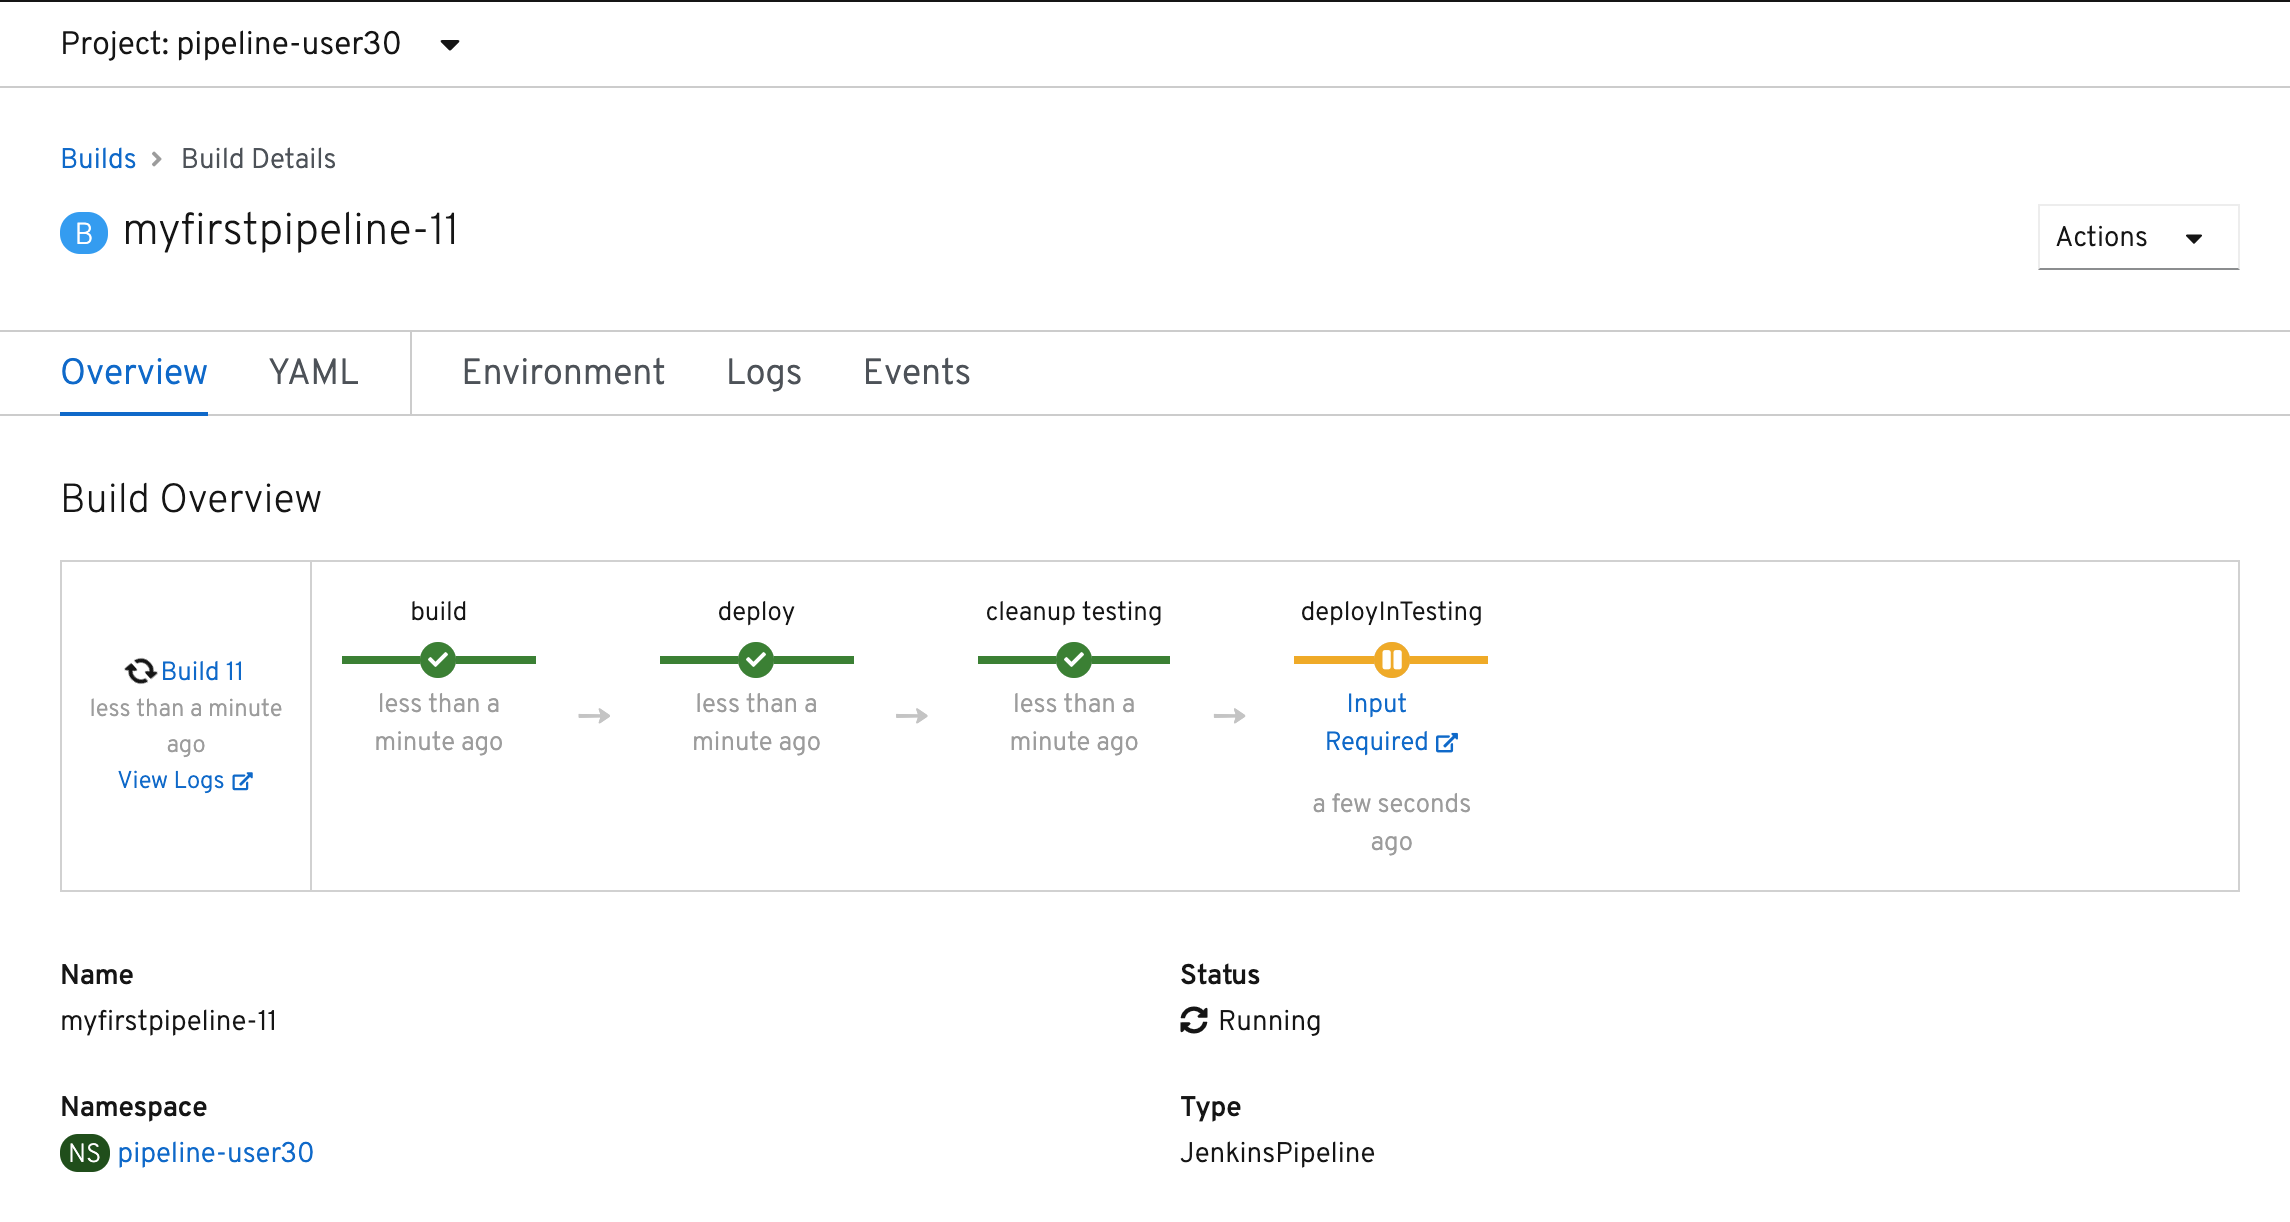 Project: pipeline-user30
Builds > Build Details
B myfirstpipeline-11
Actions
Overview YAML Environment Logs Events
Build Overview
Build 11
less than a minute
ago
View Logs
build
less than a
minute ago
deploy
less than a
minute ago
cleanup testing
less than a
minute ago
deployInTesting
Input
Required
a few seconds
ago
Name
myfirstpipeline-11
Status
Running
Namespace
NS pipeline-user30
Type
JenkinsPipeline